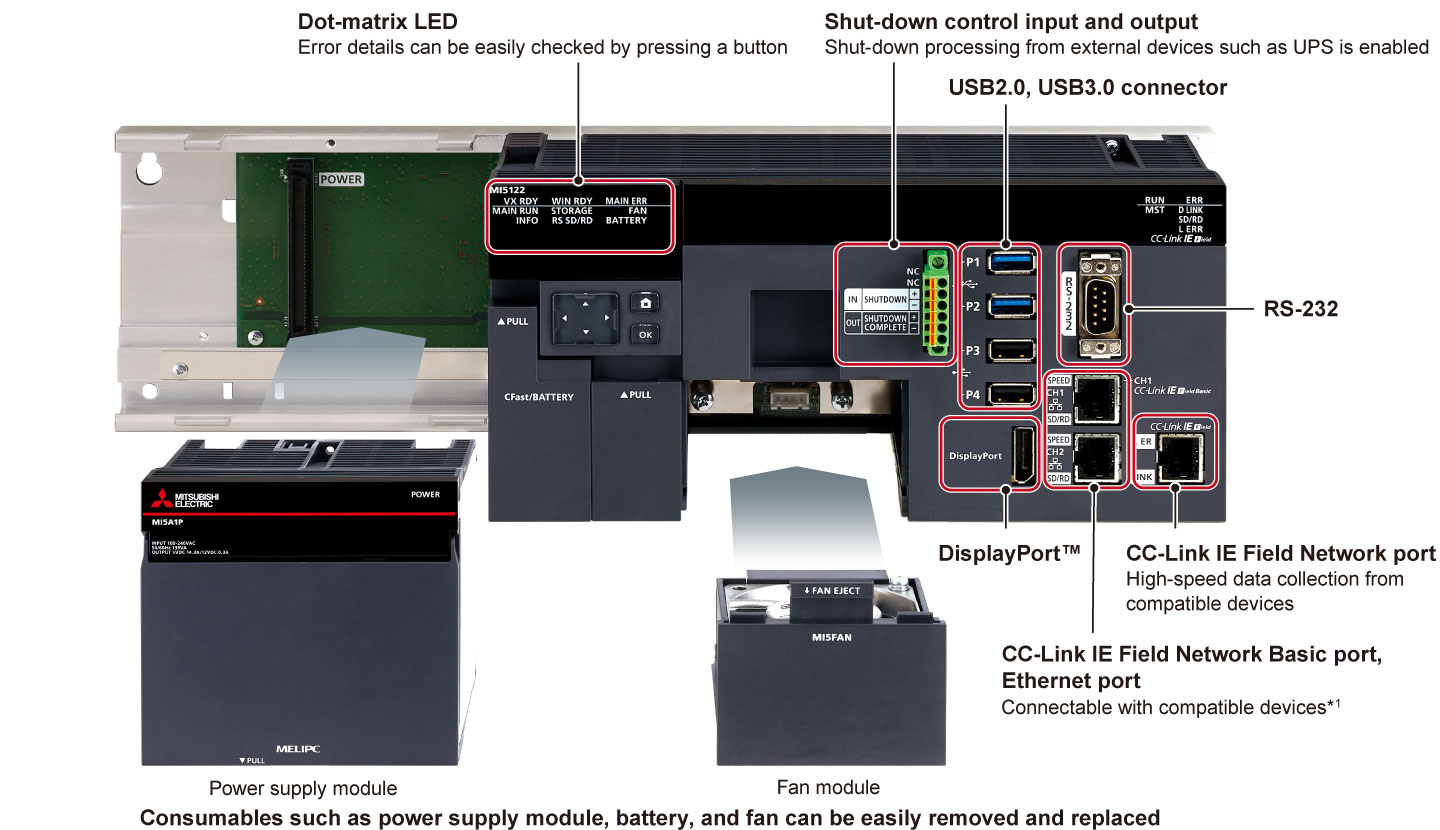 Dot-matrix LED
Error details can be easily checked by pressing a button
Shut-down control input and output
Shut-down processing from external devices such as UPS is enabled
USB2.0, USB3.0 connector
POWER
MI5122
VX RDY WIN RDY MAIN ERR
MAIN RUN STORAGE FAN
INFO RS SD/RD BATTERY
RUN ERR
MST D LINK
SD/RD
L ERR
CC-Link IE Field
NC
NC
IN SHUTDOWN + −
OUT SHUTDOWN COMPLETE + −
P1
P2
P3
P4
RS-232
RS-232
▲PULL
OK
CFast/BATTERY
▲PULL
SPEED
CH1
SD/RD
CH1
CC-Link IE Field Basic
SPEED
CH2
SD/RD
CC-Link IE Field
ER
INK
DisplayPort
DisplayPort™
CC-Link IE Field Network port
High-speed data collection from
compatible devices
CC-Link IE Field Network Basic port,
Ethernet port
Connectable with compatible devices*1
MITSUBISHI
ELECTRIC
POWER
MI5A1P
INPUT 100-240VAC
50/60Hz 139VA
OUTPUT 5VDC 14.3A/12VDC 0.3A
MELIPC
▼PULL
↓ FAN EJECT
MI5FAN
Power supply module
Fan module
Consumables such as power supply module, battery, and fan can be easily removed and replaced